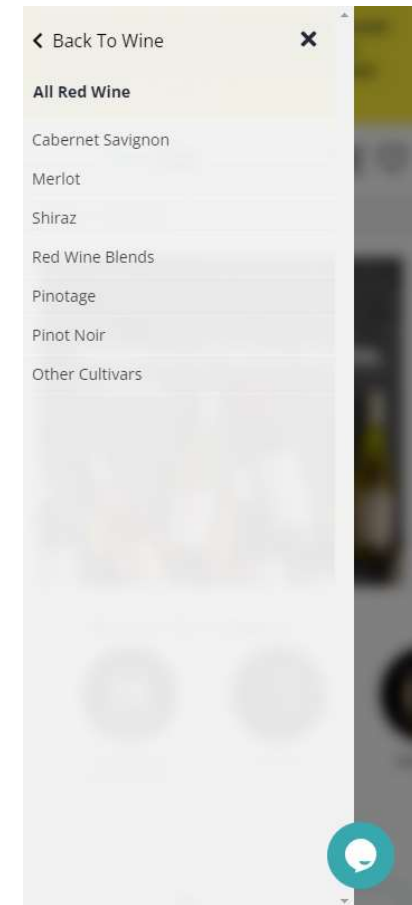 Back To Wine
All Red Wine
Cabernet Savignon
Merlot
Shiraz
Red Wine Blends
Pinotage
Pinot Noir
Other Cultivars